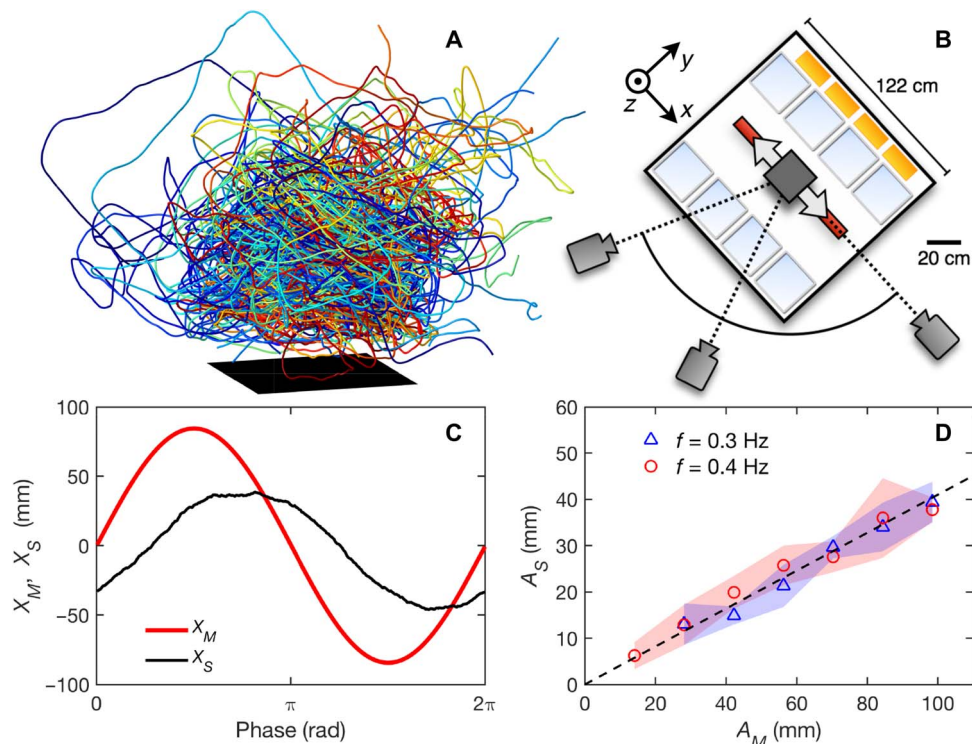 A
B
y
z
x
122 cm
20 cm
C
100
50
0
−50
−100
X_M, X_S (mm)
X_M
X_S
0
π
2π
Phase (rad)
D
60
50
40
30
20
10
0
A_S (mm)
f = 0.3 Hz
f = 0.4 Hz
0
20
40
60
80
100
A_M (mm)